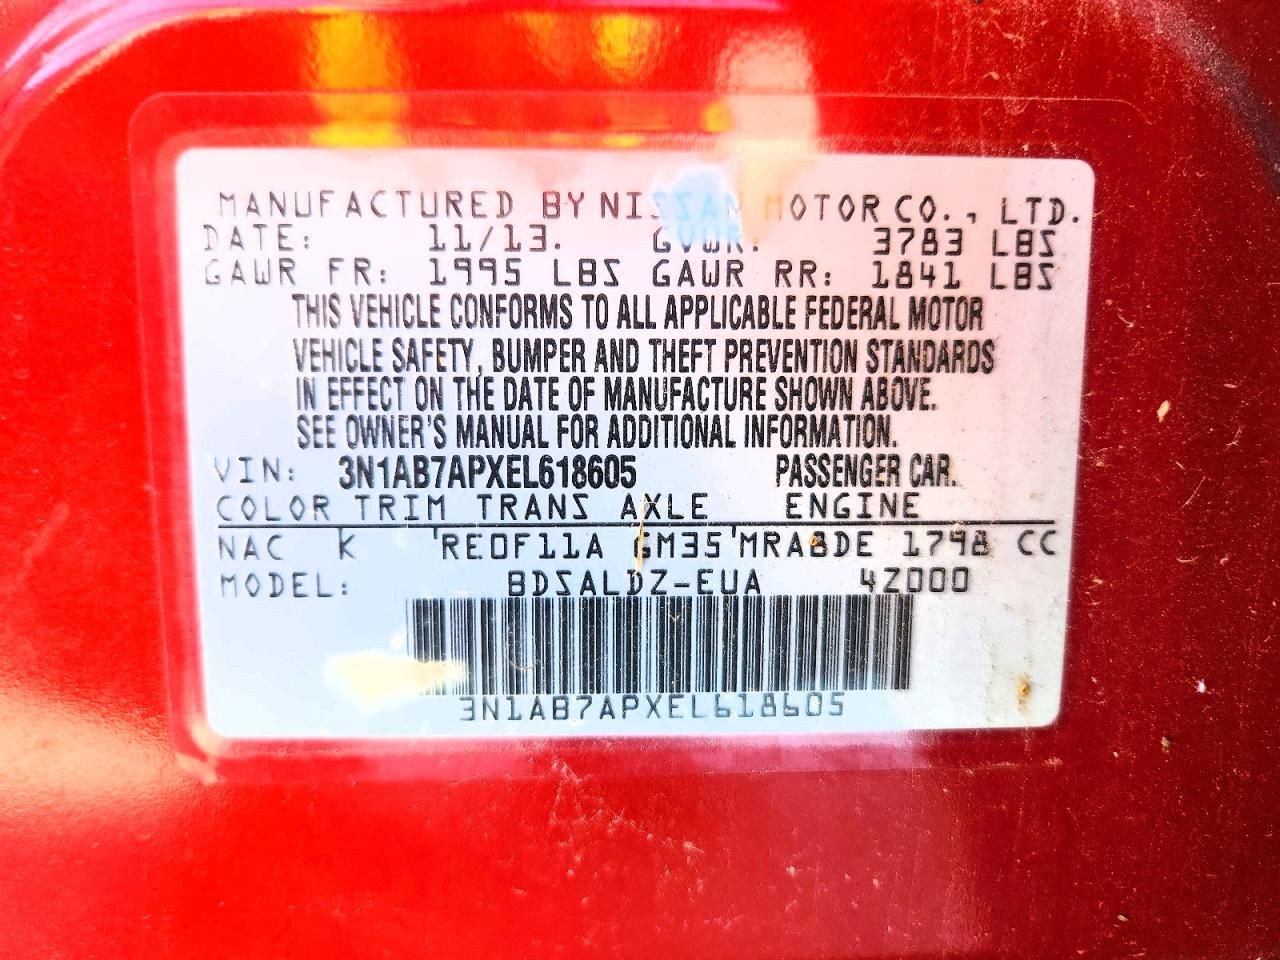 MANUFACTURED BY NISSAN MOTOR CO., LTD.
DATE: 11/13. GVWR: 3783 LBS
GAWR FR: 1995 LBS GAWR RR: 1841 LBS
THIS VEHICLE CONFORMS TO ALL APPLICABLE FEDERAL MOTOR
VEHICLE SAFETY, BUMPER AND THEFT PREVENTION STANDARDS
IN EFFECT ON THE DATE OF MANUFACTURE SHOWN ABOVE.
SEE OWNER'S MANUAL FOR ADDITIONAL INFORMATION.
VIN: 3N1AB7APXEL618605 PASSENGER CAR.
COLOR TRIM TRANS AXLE ENGINE
NAC K 'RE0F11A GM35'MRA8DE 1798 CC
MODEL: BDSALDZ-EUA 4Z000
3N1AB7APXEL618605